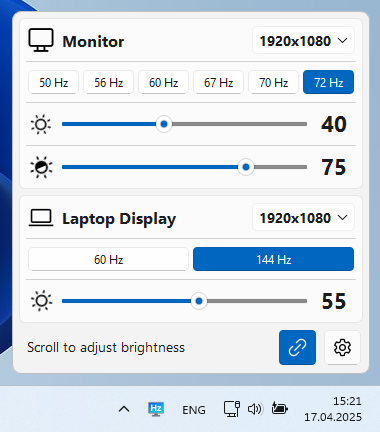 Monitor 1920x1080
50 Hz 56 Hz 60 Hz 67 Hz 70 Hz 72 Hz
40
75
Laptop Display 1920x1080
60 Hz 144 Hz
55
Scroll to adjust brightness
Hz ENG 15:21
17.04.2025